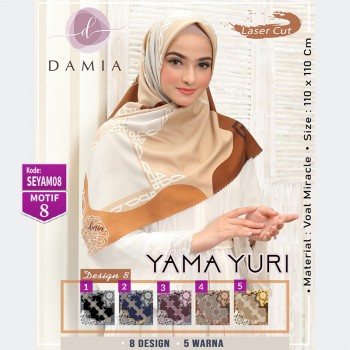 d
DAMIA
Laser Cut
Kode:
SEYAM08
MOTIF
8
•Material : Voal Miracle • Size : 110 x 110 Cm
YAMA YURI
Design 8
1 2 3 4 5
• 8 DESIGN • 5 WARNA